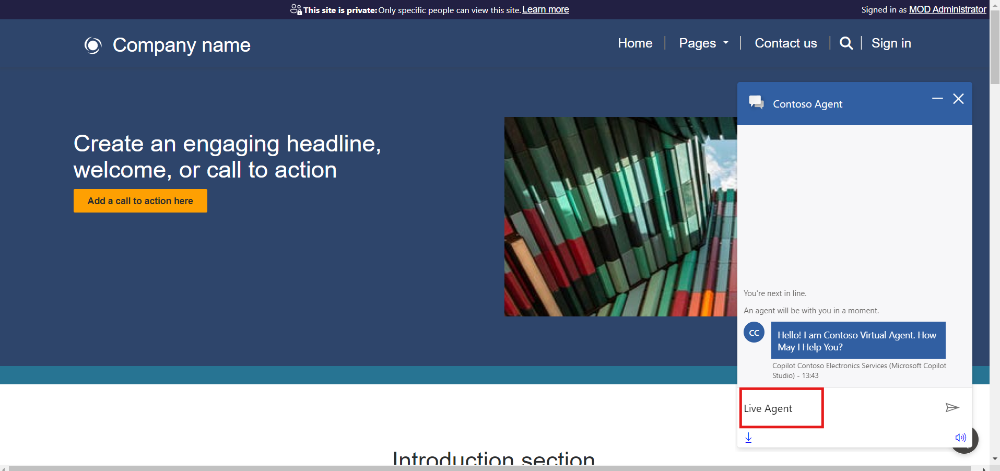 This site is private: Only specific people can view this site. Learn more
Signed in as MOD Administrator
Company name
Home
Pages
Contact us
Sign in
Create an engaging headline,
welcome, or call to action
Add a call to action here
Contoso Agent
You're next in line.
An agent will be with you in a moment.
CC
Hello! I am Contoso Virtual Agent. How
May I Help You?
Copilot Contoso Electronics Services (Microsoft Copilot
Studio) - 13:43
Live Agent
Introduction section